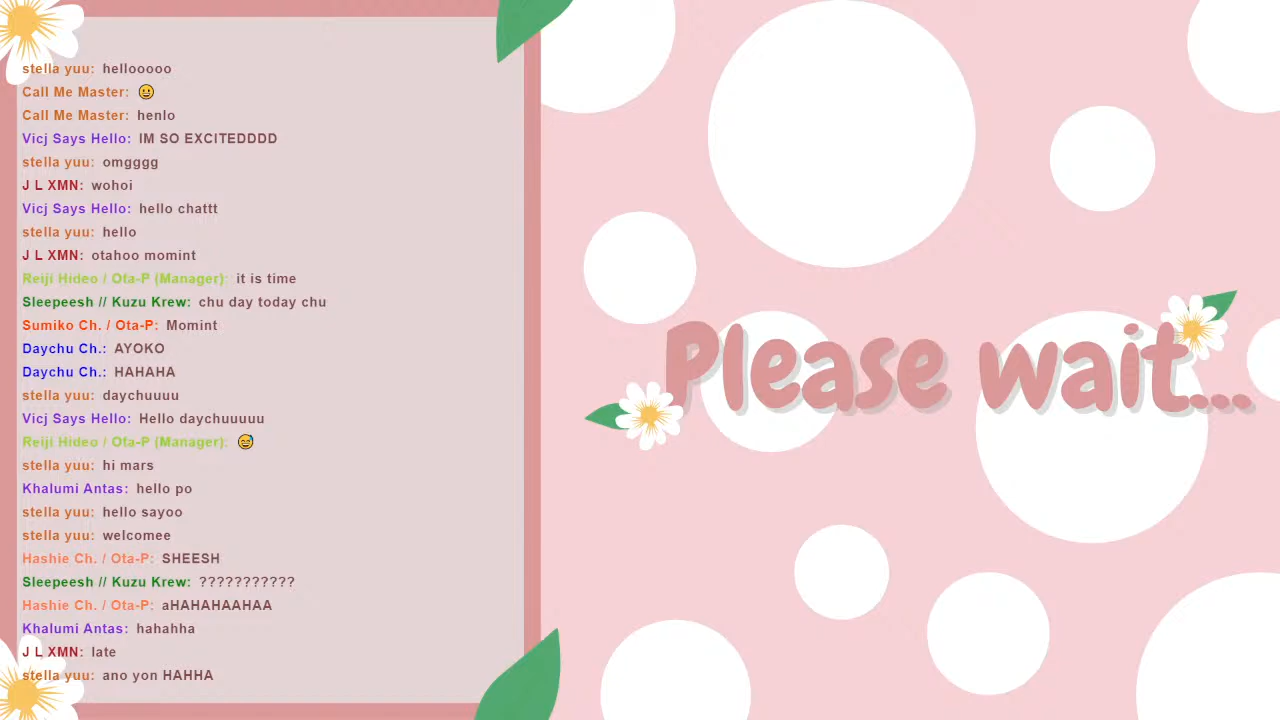 stella yuu: hellooooo
Call Me Master: 😀
Call Me Master: henlo
Vicj Says Hello: IM SO EXCITEDDDD
stella yuu: omgggg
J L XMN: wohoi
Vicj Says Hello: hello chattt
stella yuu: hello
J L XMN: otahoo momint
Reiji Hideo / Ota-P (Manager): it is time
Sleepeesh // Kuzu Krew: chu day today chu
Sumiko Ch. / Ota-P: Momint
Daychu Ch.: AYOKO
Daychu Ch.: HAHAHA
stella yuu: daychuuuu
Vicj Says Hello: Hello daychuuuuu
Reiji Hideo / Ota-P (Manager): 😅
stella yuu: hi mars
Khalumi Antas: hello po
stella yuu: hello sayoo
stella yuu: welcomee
Hashie Ch. / Ota-P: SHEESH
Sleepeesh // Kuzu Krew: ???????????
Hashie Ch. / Ota-P: aHAHAHAAHAA
Khalumi Antas: hahahha
J L XMN: late
stella yuu: ano yon HAHHA
Please wait...